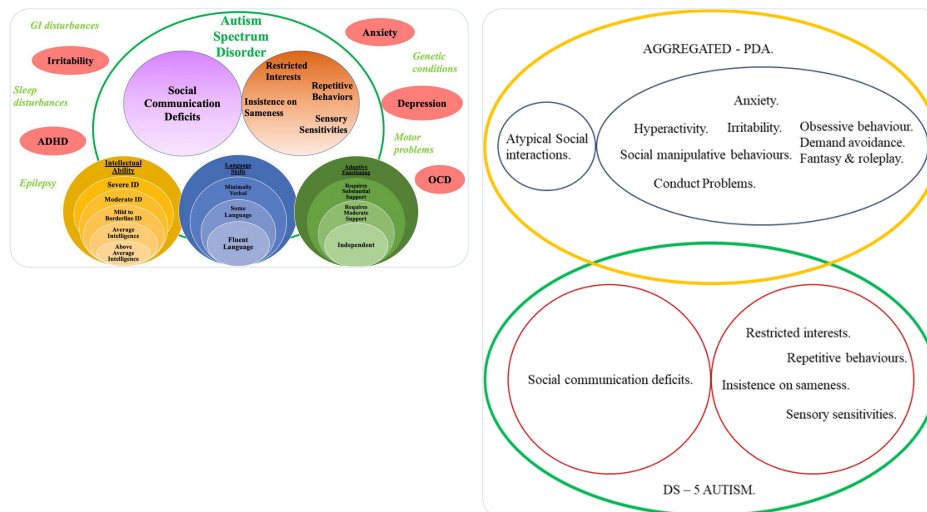 GI disturbances
Autism
Spectrum
Disorder
Anxiety
Irritability
Genetic
conditions
Restricted
Interests
Repetitive
Behaviors
Social
Communication
Deficits
Insistence on
Sameness
Sensory
Sensitivities
Sleep
disturbances
Depression
ADHD
Motor
problems
Epilepsy
OCD
Intellectual
Ability
Severe ID
Moderate ID
Mild to
Borderline ID
Average
Intelligence
Above
Average
Intelligence
Language
Skills
Minimally
Verbal
Some
Language
Fluent
Language
Adaptive
Functioning
Requires
Substantial
Support
Requires
Moderate
Support
Independent
AGGREGATED - PDA.
Atypical Social
interactions.
Anxiety.
Hyperactivity.
Irritability.
Obsessive behaviour.
Demand avoidance.
Fantasy & roleplay.
Social manipulative behaviours.
Conduct Problems.
Social communication deficits.
Restricted interests.
Repetitive behaviours.
Insistence on sameness.
Sensory sensitivities.
DS – 5 AUTISM.